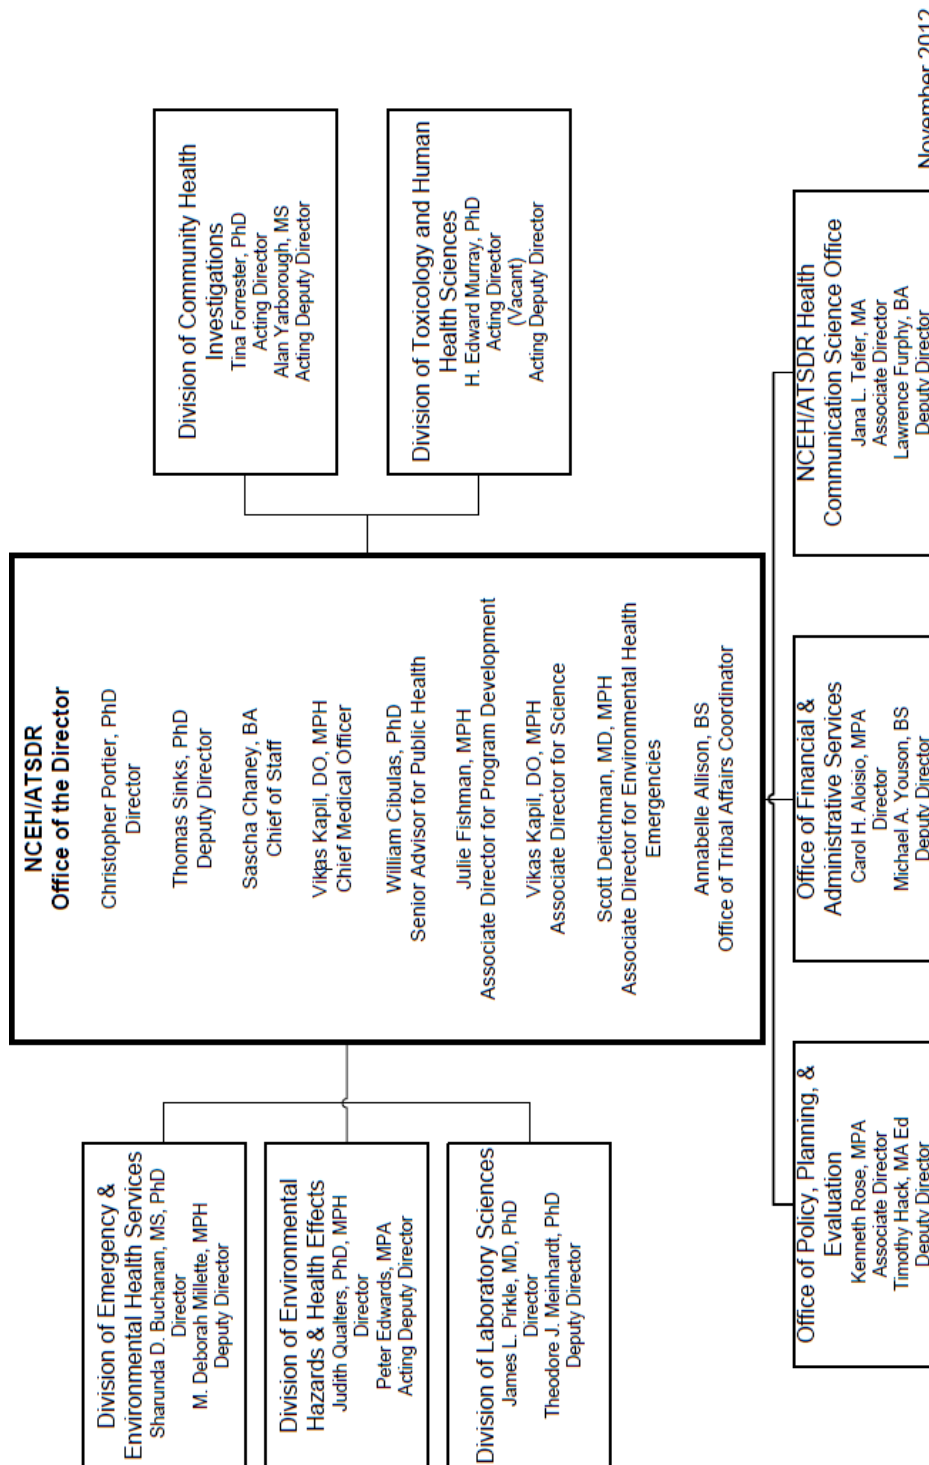 NCEH/ATSDR
Office of the Director
Christopher Portier, PhD
Director
Thomas Sinks, PhD
Deputy Director
Sascha Chaney, BA
Chief of Staff
Vikas Kapil, DO, MPH
Chief Medical Officer
William Cibulas, PhD
Senior Advisor for Public Health
Julie Fishman, MPH
Associate Director for Program Development
Vikas Kapil, DO, MPH
Associate Director for Science
Scott Deitchman, MD, MPH
Associate Director for Environmental Health
Emergencies
Annabelle Allison, BS
Office of Tribal Affairs Coordinator
Division of Emergency &
Environmental Health Services
Sharunda D. Buchanan, MS, PhD
Director
M. Deborah Millette, MPH
Deputy Director
Division of Environmental
Hazards & Health Effects
Judith Qualters, PhD, MPH
Director
Peter Edwards, MPA
Acting Deputy Director
Division of Laboratory Sciences
James L. Pirkle, MD, PhD
Director
Theodore J. Meinhardt, PhD
Deputy Director
Division of Community Health
Investigations
Tina Forrester, PhD
Acting Director
Alan Yarborough, MS
Acting Deputy Director
Division of Toxicology and Human
Health Sciences
H. Edward Murray, PhD
Acting Director
(Vacant)
Acting Deputy Director
Office of Policy, Planning, &
Evaluation
Kenneth Rose, MPA
Associate Director
Timothy Hack, MA Ed
Deputy Director
Office of Financial &
Administrative Services
Carol H. Aloisio, MPA
Director
Michael A. Youson, BS
Deputy Director
NCEH/ATSDR Health
Communication Science Office
Jana L. Telfer, MA
Associate Director
Lawrence Furphy, BA
Deputy Director
November 2012